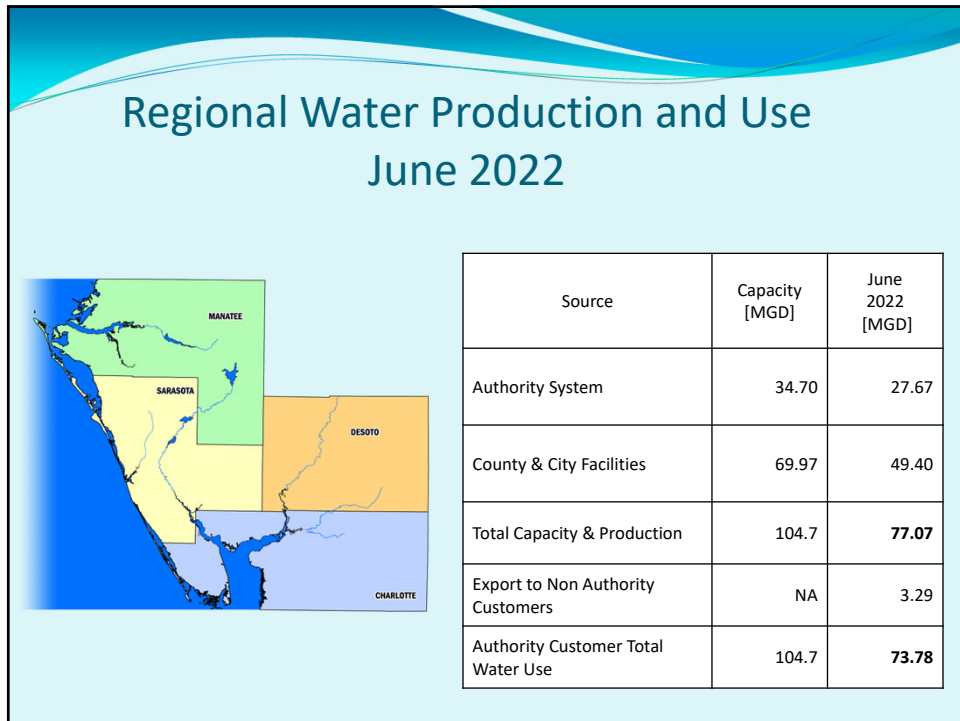 Regional Water Production and Use
June 2022
MANATEE
SARASOTA
DESOTO
CHARLOTTE
Source
Capacity
[MGD]
June
2022
[MGD]
Authority System 34.70 27.67
County & City Facilities 69.97 49.40
Total Capacity & Production 104.7 77.07
Export to Non Authority
Customers NA 3.29
Authority Customer Total
Water Use 104.7 73.78